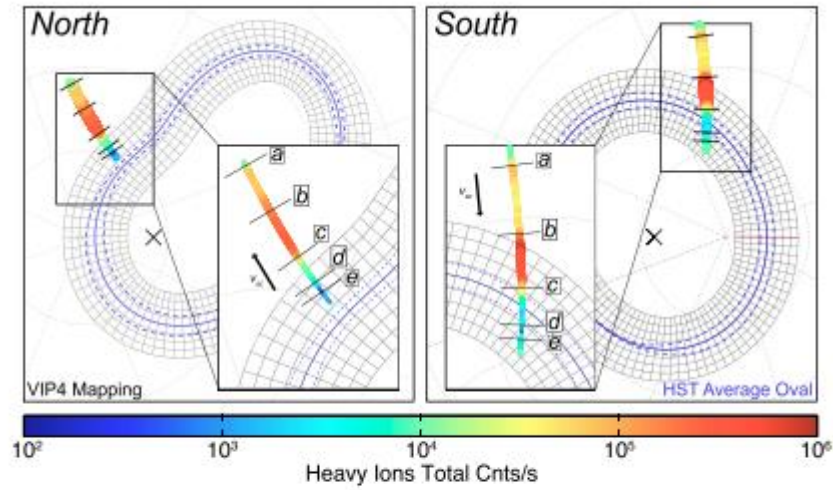 North
South
a
b
c
d
e
a
b
c
d
e
VIP4 Mapping
HST Average Oval
10²
10³
10⁴
10⁵
10⁶
Heavy Ions Total Cnts/s